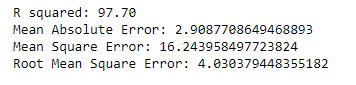 R squared: 97.70
Mean Absolute Error: 2.9087708649468893
Mean Square Error: 16.243958497723824
Root Mean Square Error: 4.030379448355182